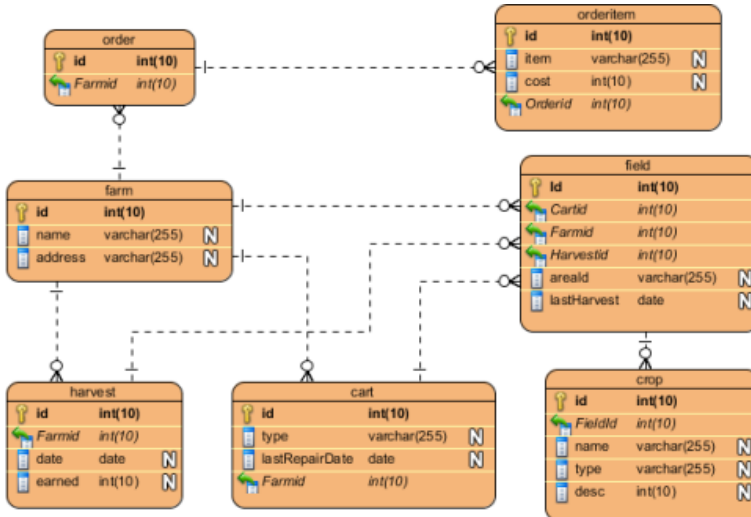 order
id int(10)
Farmid int(10)
orderitem
id int(10)
item varchar(255) N
cost int(10) N
Orderid int(10)
farm
id int(10)
name varchar(255) N
address varchar(255) N
field
Id int(10)
Cartid int(10)
Farmid int(10)
Harvestid int(10)
areaId varchar(255) N
lastHarvest date N
harvest
id int(10)
Farmid int(10)
date date N
earned int(10) N
cart
id int(10)
type varchar(255) N
lastRepairDate date N
Farmid int(10)
crop
id int(10)
FieldId int(10)
name varchar(255) N
type varchar(255) N
desc int(10) N